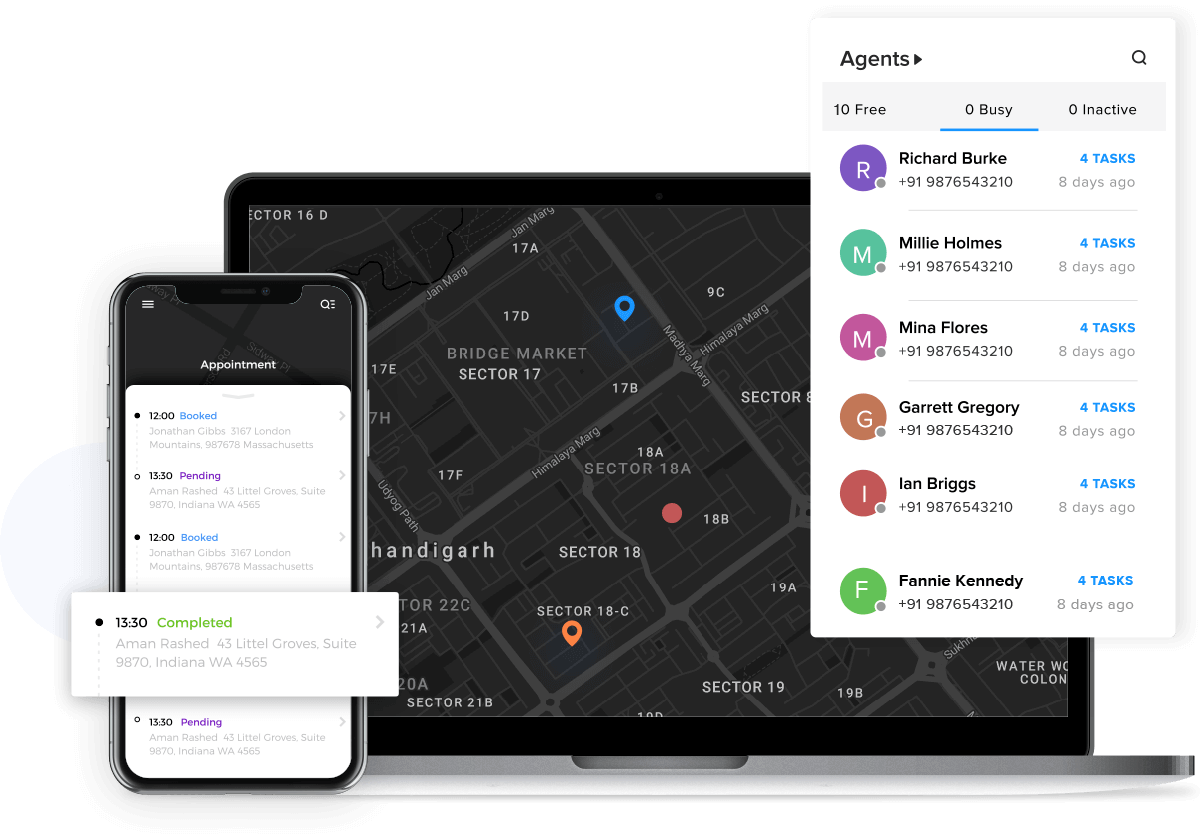 Agents
10 Free
0 Busy
0 Inactive
R
Richard Burke
4 TASKS
+91 9876543210
8 days ago
M
Millie Holmes
4 TASKS
+91 9876543210
8 days ago
M
Mina Flores
4 TASKS
+91 9876543210
8 days ago
G
Garrett Gregory
4 TASKS
+91 9876543210
8 days ago
I
Ian Briggs
4 TASKS
+91 9876543210
8 days ago
F
Fannie Kennedy
4 TASKS
+91 9876543210
8 days ago
ECTOR 16 D
Jan Marg
17A
Jan Marg
9C
17D
Himalaya Marg
Madhya Marg
BRIDGE MARKET
SECTOR 17
17E
17B
SECTOR 8
7H
Himalaya Marg
18A
SECTOR 18A
17F
Udyog Path
18B
handigarh
SECTOR 18
19A
TOR 22C
SECTOR 18-C
21A
Sukhn
WATER WO
COLON
20A
SECTOR 19
19B
SECTOR 21B
19D
Appointment
12:00 Booked
Jonathan Gibbs 3167 London
Mountains, 987678 Massachusetts
13:30 Pending
Aman Rashed 43 Littel Groves, Suite
9870, Indiana WA 4565
12:00 Booked
Jonathan Gibbs 3167 London
Mountains, 987678 Massachusetts
13:30 Completed
Aman Rashed 43 Littel Groves, Suite
9870, Indiana WA 4565
13:30 Pending
Aman Rashed 43 Littel Groves, Suite
9870, Indiana WA 4565